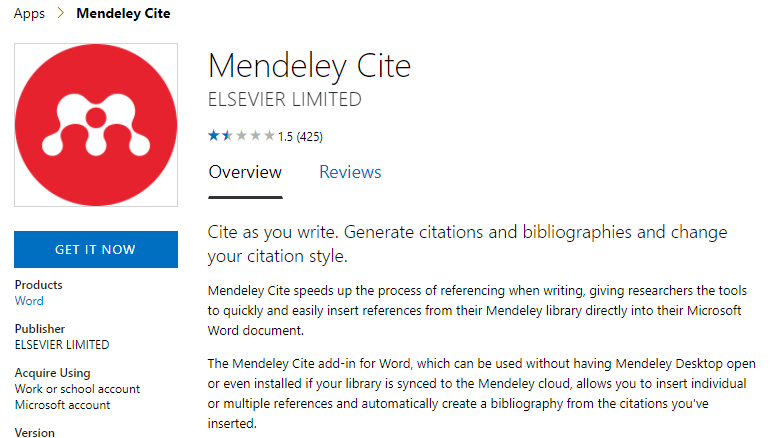 Apps > Mendeley Cite
Mendeley Cite
ELSEVIER LIMITED
1.5 (425)
Overview Reviews
GET IT NOW
Products
Word
Publisher
ELSEVIER LIMITED
Acquire Using
Work or school account
Microsoft account
Version
Cite as you write. Generate citations and bibliographies and change
your citation style.
Mendeley Cite speeds up the process of referencing when writing, giving researchers the tools
to quickly and easily insert references from their Mendeley library directly into their Microsoft
Word document.
The Mendeley Cite add-in for Word, which can be used without having Mendeley Desktop open
or even installed if your library is synced to the Mendeley cloud, allows you to insert individual
or multiple references and automatically create a bibliography from the citations you've
inserted.